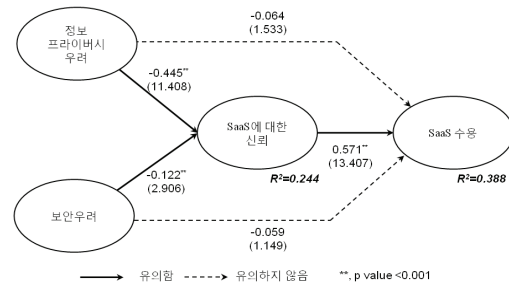 정보
프라이버시
우려
-0.064
(1.533)
-0.445**
(11.408)
SaaS에 대한
신뢰
0.571**
(13.407)
SaaS 수용
R²=0.244
R²=0.388
-0.122**
(2.906)
보안우려
-0.059
(1.149)
유의함
유의하지 않음
**, p value <0.001